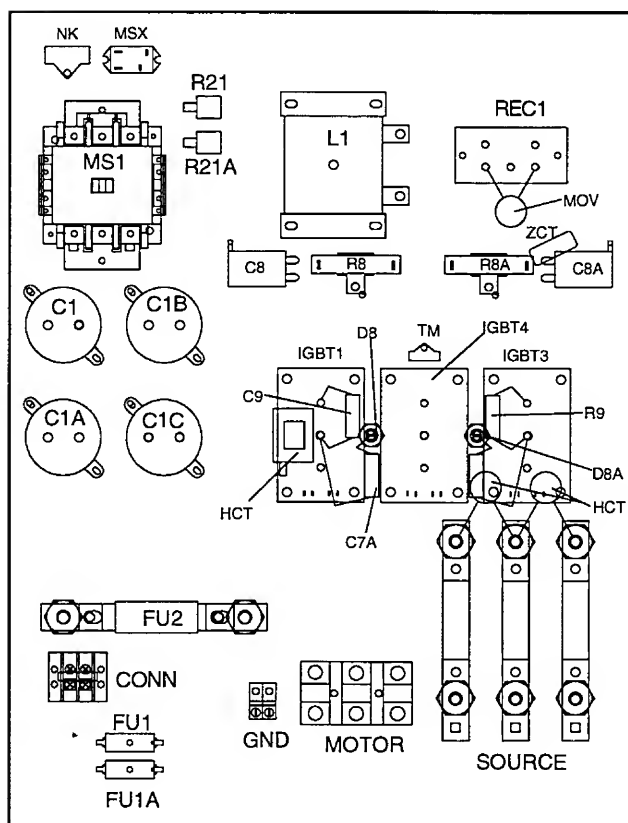 NK
MSX
R21
L1
REC1
MS1
R21A
MOV
ZCT
C8
R8
R8A
C8A
C1
C1B
D8
TM
IGBT4
IGBT1
IGBT3
C9
R9
C1A
C1C
D8A
HCT
HCT
C7A
FU2
CONN
FU1
GND
MOTOR
SOURCE
FU1A